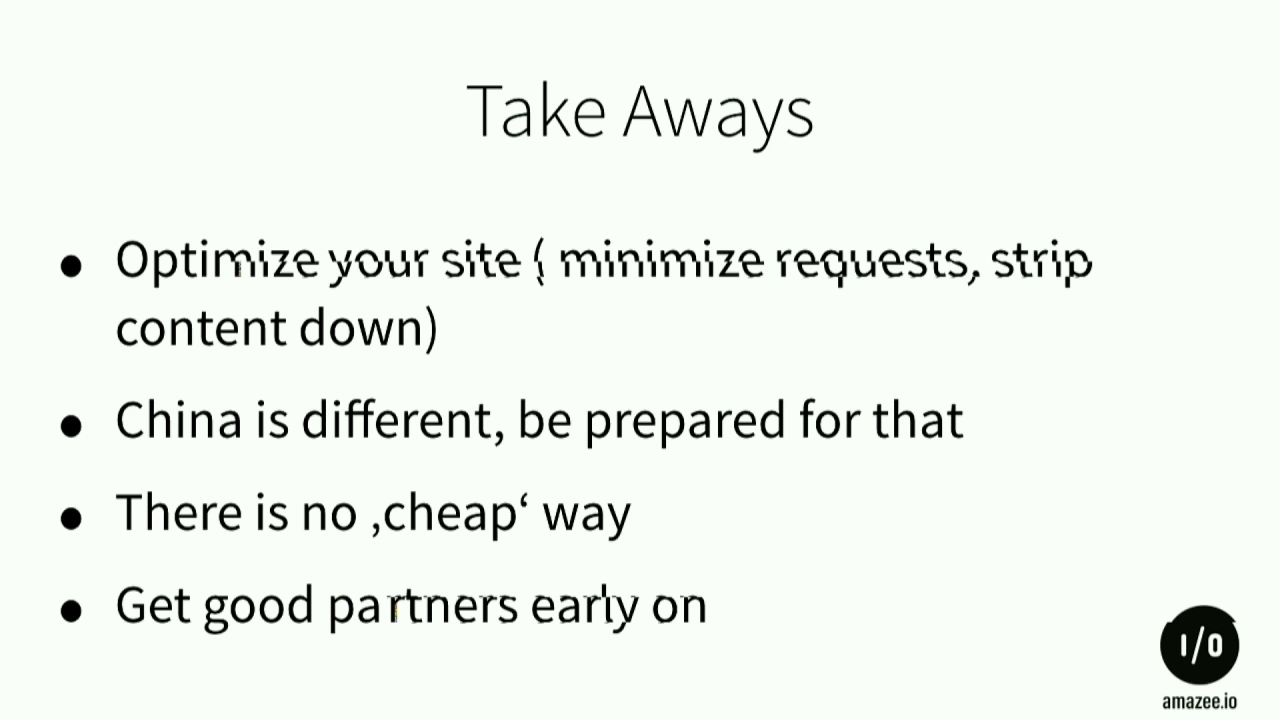 Take Aways
● Optimize your site ( minimize requests, strip
content down)
● China is different, be prepared for that
● There is no ‚cheap‘ way
● Get good partners early on
I/O
amazee.io